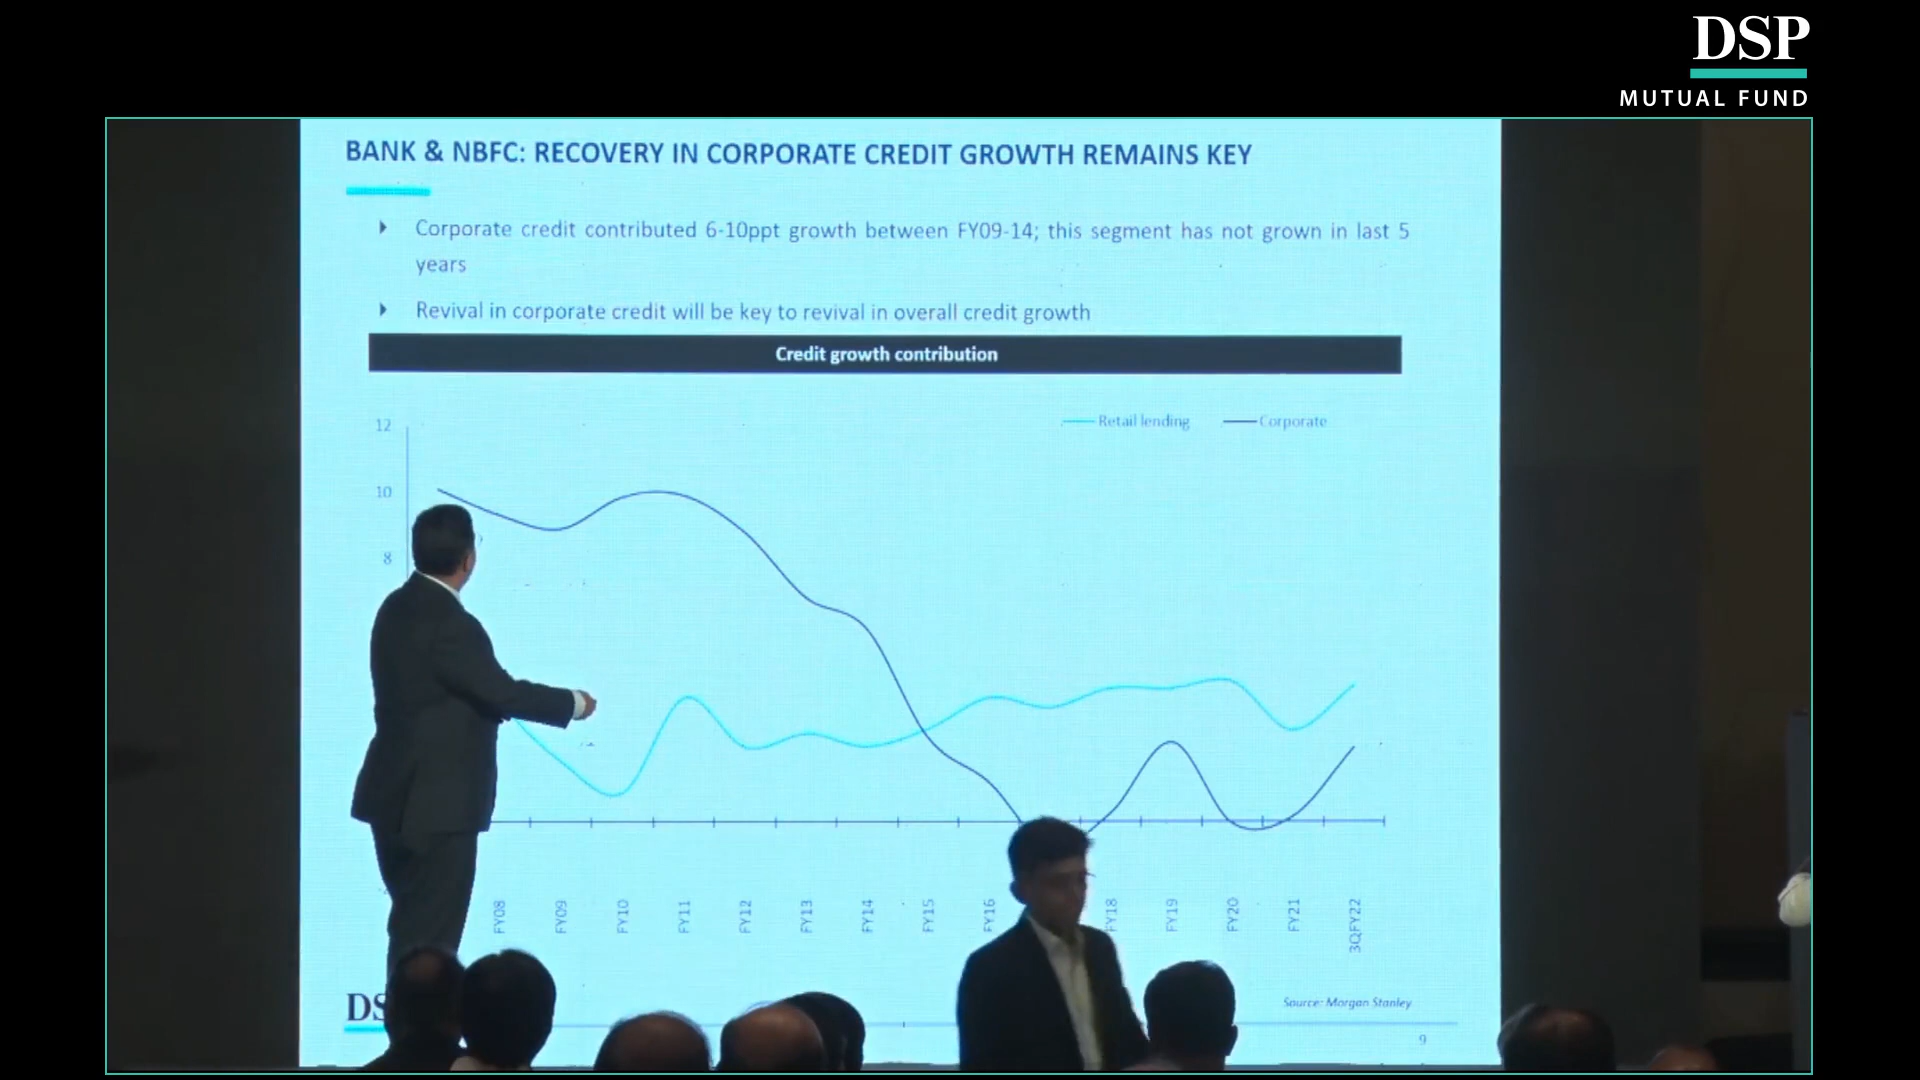 DSP
MUTUAL FUND
BANK & NBFC: RECOVERY IN CORPORATE CREDIT GROWTH REMAINS KEY
Corporate credit contributed 6-10ppt growth between FY09-14; this segment has not grown in last 5
years
Revival in corporate credit will be key to revival in overall credit growth
Credit growth contribution
Retail lending Corporate
12
10
8
FY08 FY09 FY10 FY11 FY12 FY13 FY14 FY15 FY16 FY18 FY19 FY20 FY21 3QFY22
DS
Source: Morgan Stanley
9